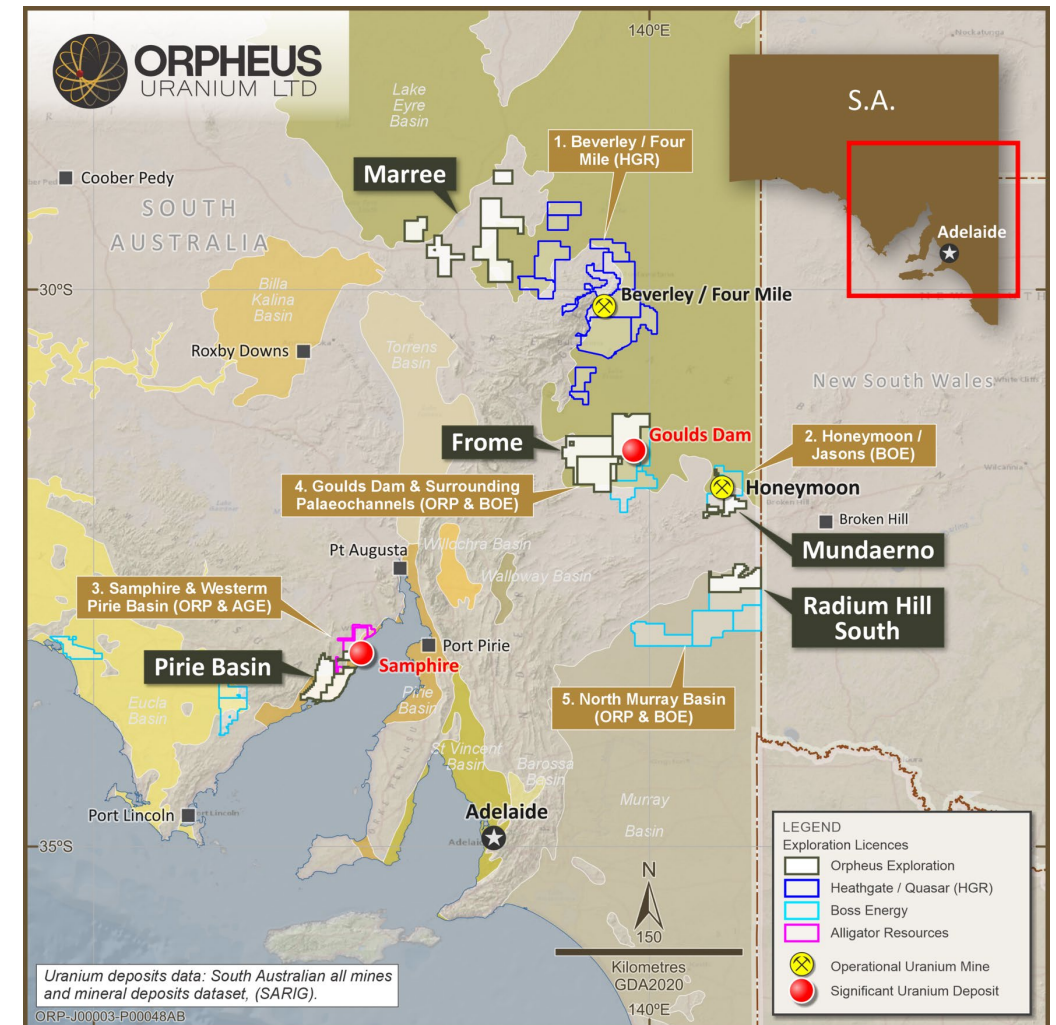 ORPHEUS
URANIUM LTD
140ºE
Lake
Eyre
Basin
S.A.
Adelaide
1. Beverley / Four
Mile (HGR)
Marree
Coober Pedy
SOUTH
AUSTRALIA
30ºS
Billa
Kalina
Basin
Beverley / Four Mile
Roxby Downs
Torrens
Basin
New South Wales
White Cliffs
Frome
Goulds Dam
2. Honeymoon /
Jasons (BOE)
Wilcannia
4. Goulds Dam & Surrounding
Palaeochannels (ORP & BOE)
Honeymoon
Broken Hill
Pt Augusta
Willochra Basin
Mundaerno
Walloway Basin
3. Samphire & Westerm
Pirie Basin (ORP & AGE)
Radium Hill
South
Port Pirie
Pirie Basin
Samphire
Pirie
Basin
5. North Murray Basin
(ORP & BOE)
Eucla
Basin
St Vincent
Basin
Barossa
Basin
Murray
Basin
Port Lincoln
Port Lincoln
Adelaide
35ºS
N
150
Kilometres
GDA2020
140ºE
LEGEND
Exploration Licences
Orpheus Exploration
Heathgate / Quasar (HGR)
Boss Energy
Alligator Resources
Operational Uranium Mine
Significant Uranium Deposit
Uranium deposits data: South Australian all mines
and mineral deposits dataset, (SARIG).
ORP-J00003-P00048AB